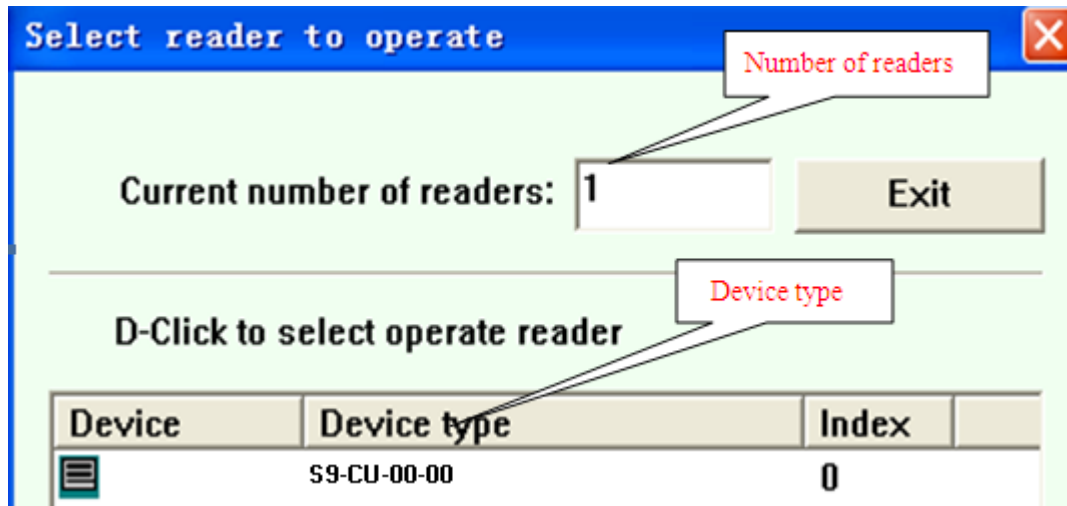 Select reader to operate
Number of readers
Current number of readers: 1 Exit
Device type
D-Click to select operate reader
Device Device type Index
S9-CU-00-00 0